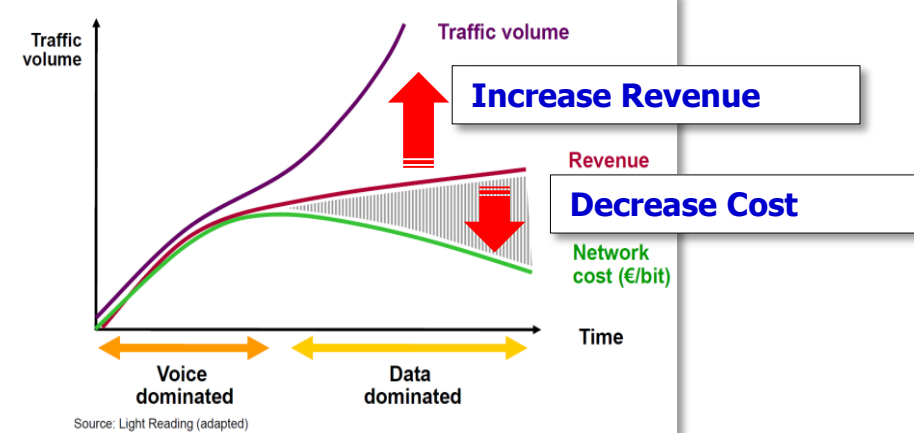 Traffic
volume
Traffic volume
Increase Revenue
Revenue
Decrease Cost
Network
cost (€/bit)
Time
Voice
dominated
Data
dominated
Source: Light Reading (adapted)